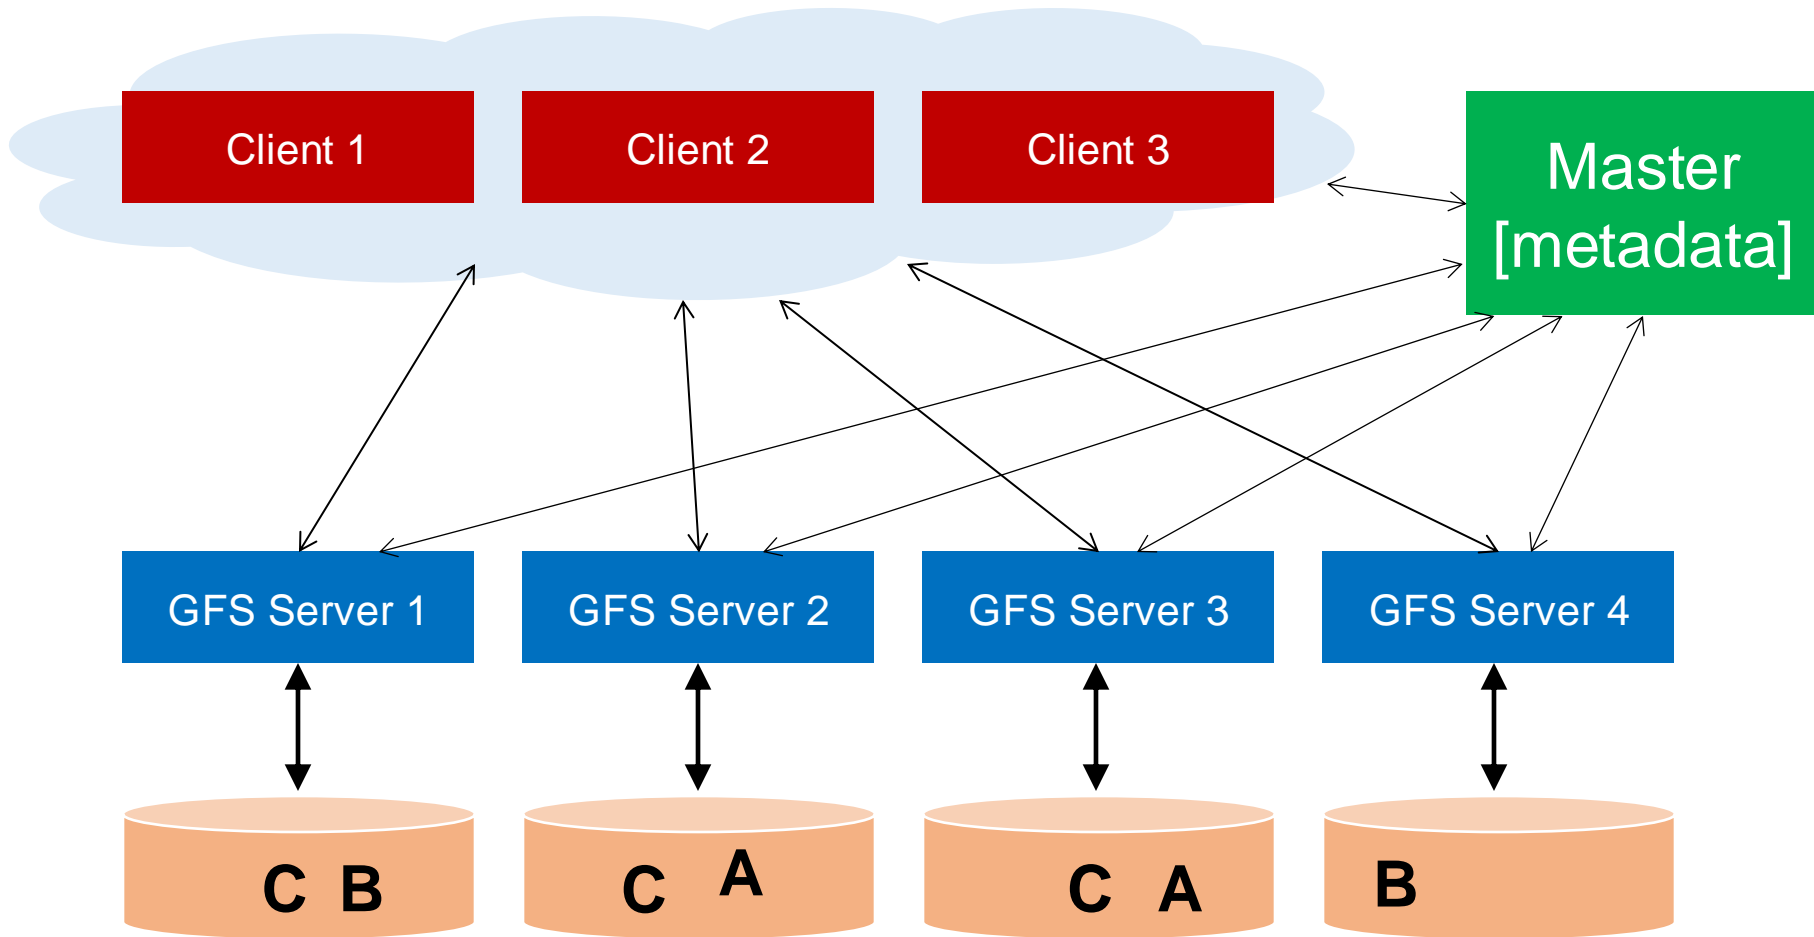 Client 1
Client 2
Client 3
Master
[metadata]
GFS Server 1
GFS Server 2
GFS Server 3
GFS Server 4
C B
C A
C A
B